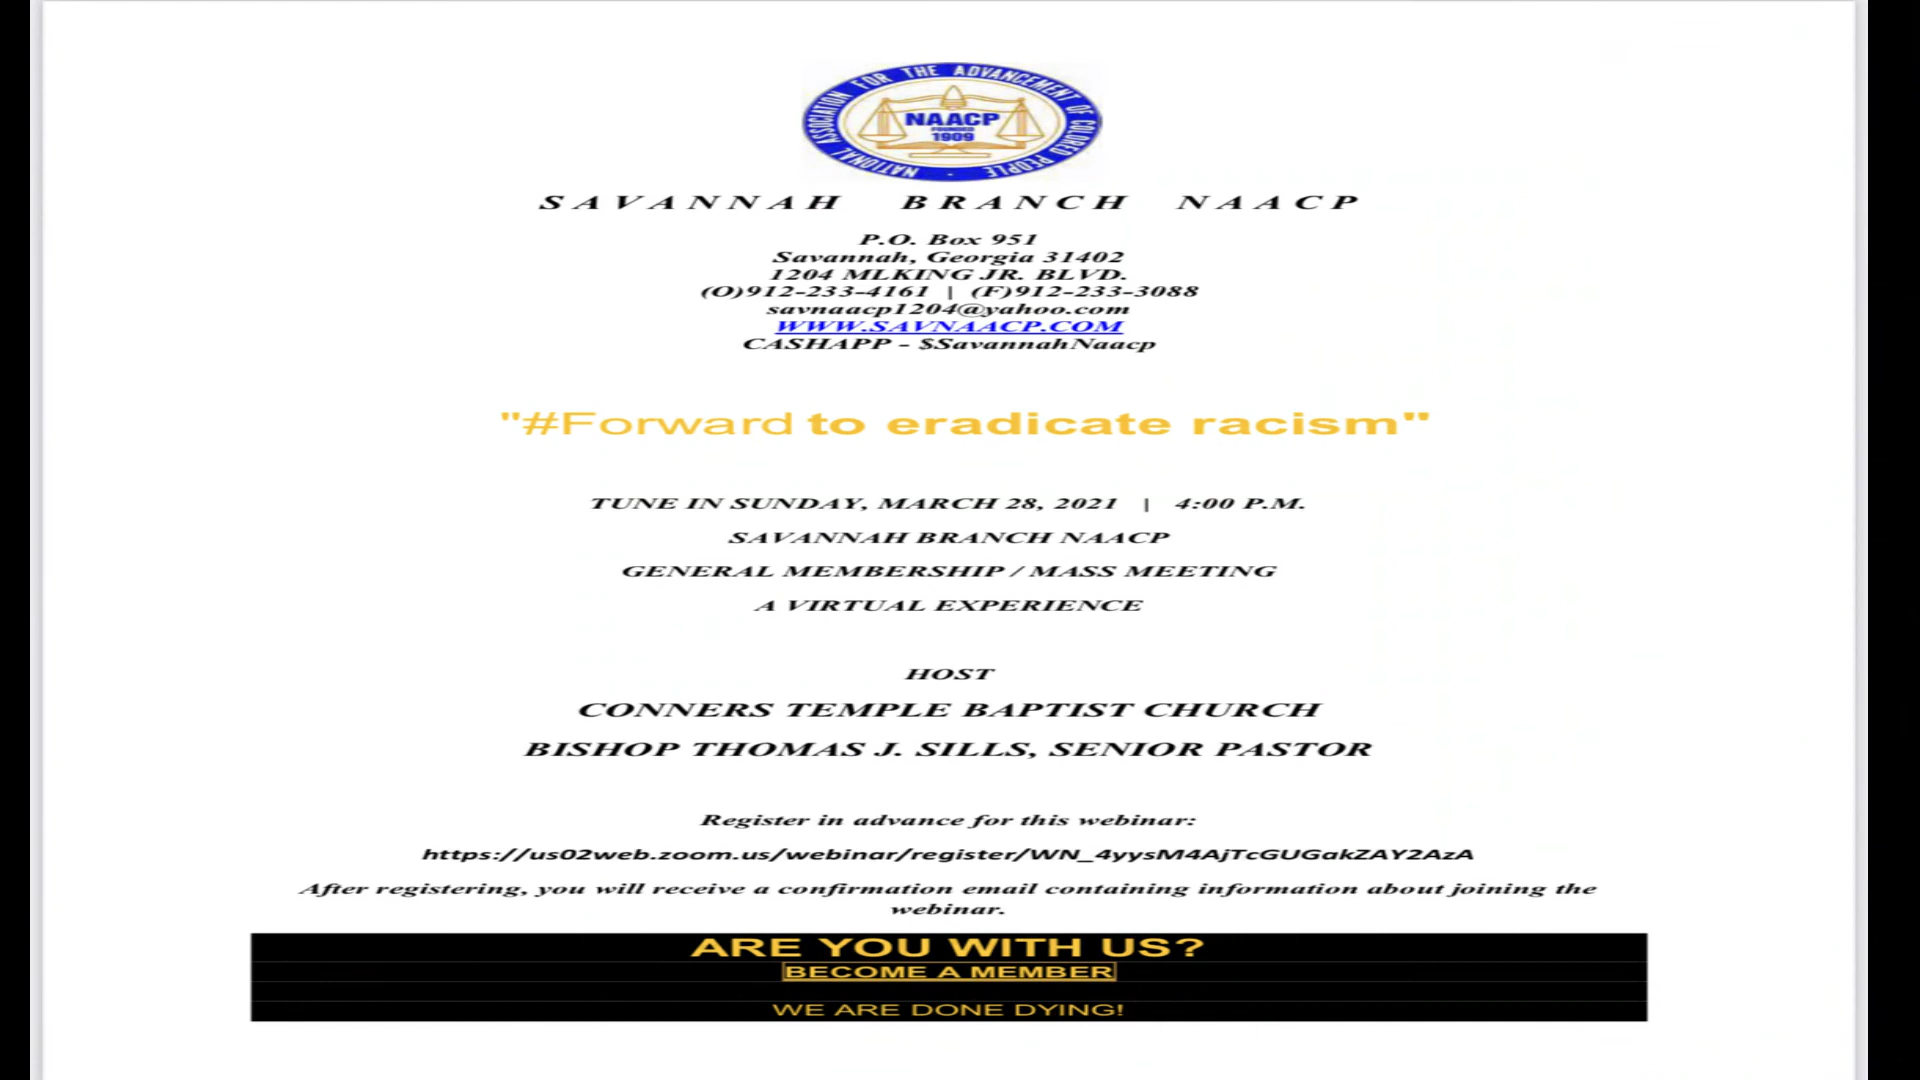 NATIONAL ASSOCIATION FOR THE ADVANCEMENT OF COLORED PEOPLE
NAACP
FOUNDED
1909
SAVANNAH BRANCH NAACP
P.O. Box 951
Savannah, Georgia 31402
1204 MLKING JR. BLVD.
(O)912-233-4161 | (F)912-233-3088
savnaacp1204@yahoo.com
WWW.SAVNAACP.COM
CASHAPP - $SavannahNaacp
"#Forward to eradicate racism"
TUNE IN SUNDAY, MARCH 28, 2021 | 4:00 P.M.
SAVANNAH BRANCH NAACP
GENERAL MEMBERSHIP / MASS MEETING
A VIRTUAL EXPERIENCE
HOST
CONNERS TEMPLE BAPTIST CHURCH
BISHOP THOMAS J. SILLS, SENIOR PASTOR
Register in advance for this webinar:
https://us02web.zoom.us/webinar/register/WN_4yysM4AjTcGUGakZAY2AzA
After registering, you will receive a confirmation email containing information about joining the
webinar.
ARE YOU WITH US?
BECOME A MEMBER
WE ARE DONE DYING!